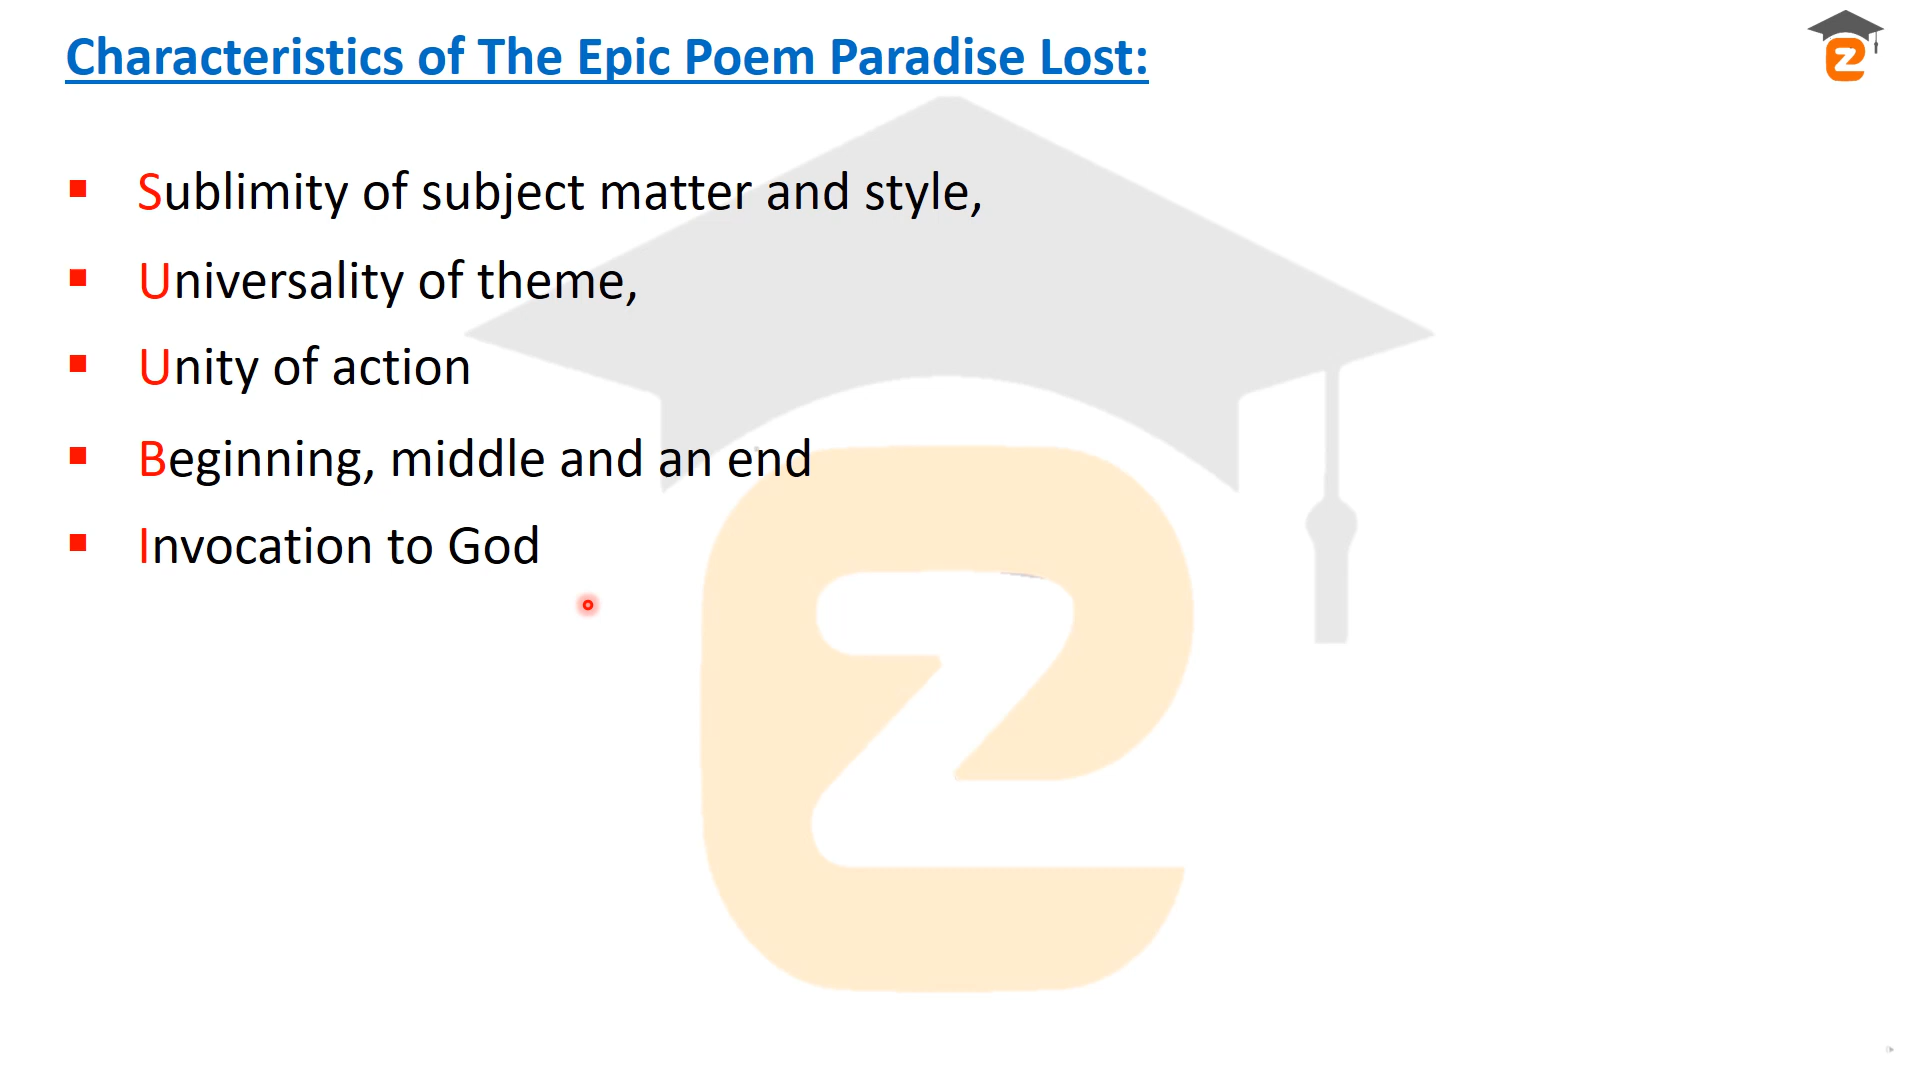 Characteristics of The Epic Poem Paradise Lost:
Sublimity of subject matter and style,
Universality of theme,
Unity of action
Beginning, middle and an end
Invocation to God